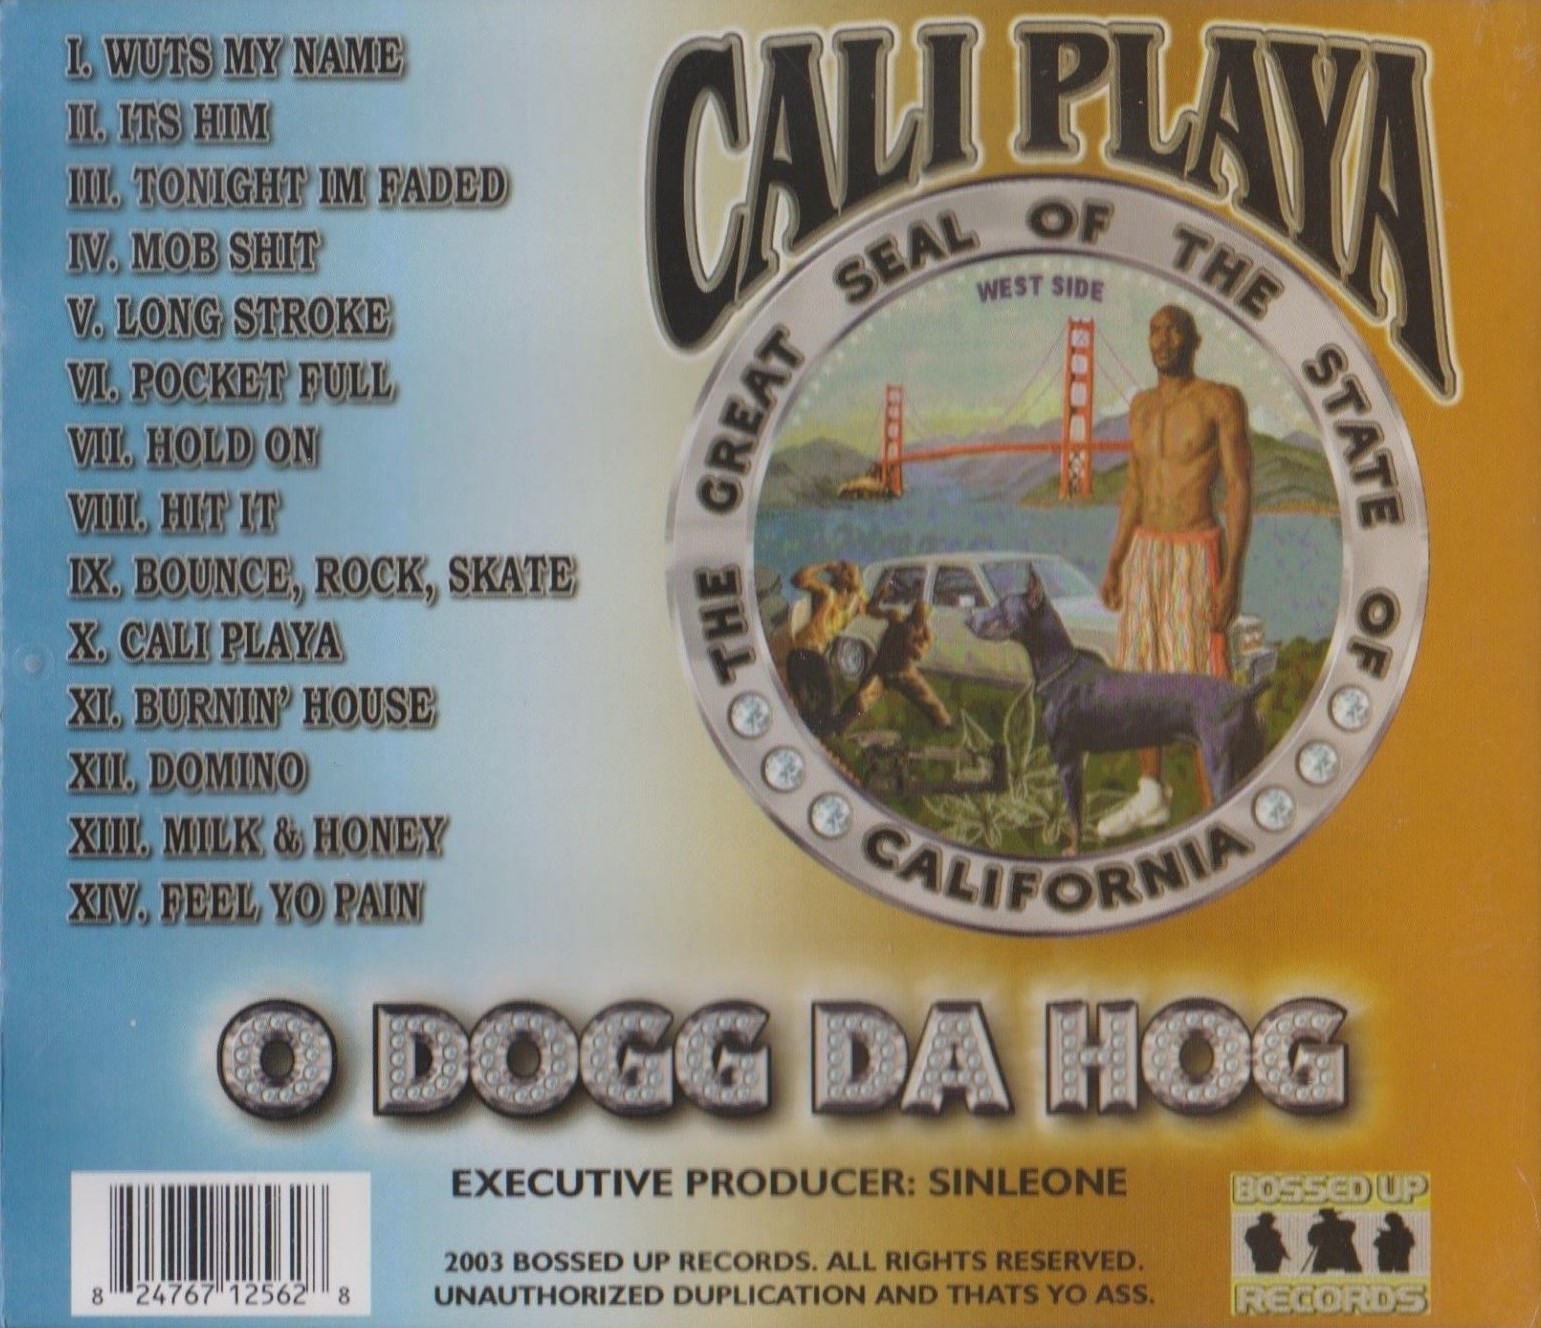 I. WUTS MY NAME
II. ITS HIM
III. TONIGHT IM FADED
IV. MOB SHIT
V. LONG STROKE
VI. POCKET FULL
VII. HOLD ON
VIII. HIT IT
IX. BOUNCE, ROCK, SKATE
X. CALI PLAYA
XI. BURNIN' HOUSE
XII. DOMINO
XIII. MILK & HONEY
XIV. FEEL YO PAIN
CALI PLAYA
THE GREAT SEAL OF THE STATE OF
CALIFORNIA
WEST SIDE
O DOGG DA HOG
EXECUTIVE PRODUCER: SINLEONE
2003 BOSSED UP RECORDS. ALL RIGHTS RESERVED.
UNAUTHORIZED DUPLICATION AND THATS YO ASS.
8 24767 12562 8
BOSSED UP
RECORDS